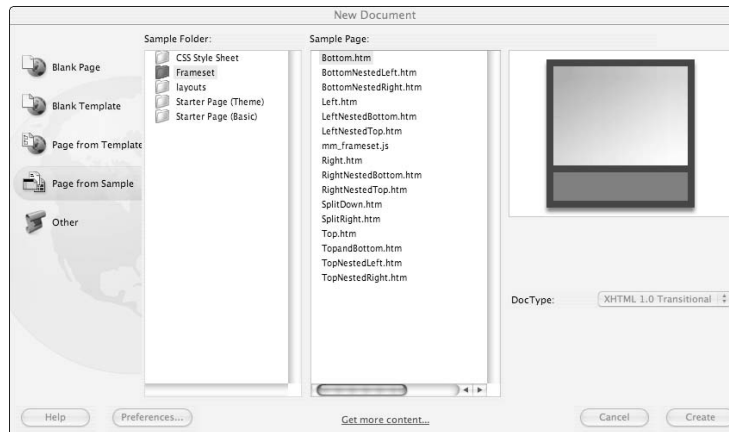 New Document
Blank Page
Blank Template
Page from Template
Page from Sample
Other
Sample Folder:
CSS Style Sheet
Frameset
layouts
Starter Page (Theme)
Starter Page (Basic)
Sample Page:
Bottom.htm
BottomNestedLeft.htm
BottomNestedRight.htm
Left.htm
LeftNestedBottom.htm
LeftNestedTop.htm
mm_frameset.js
Right.htm
RightNestedBottom.htm
RightNestedTop.htm
SplitDown.htm
SplitRight.htm
Top.htm
TopandBottom.htm
TopNestedLeft.htm
TopNestedRight.htm
DocType:
XHTML 1.0 Transitional
Help
Preferences...
Get more content...
Cancel
Create